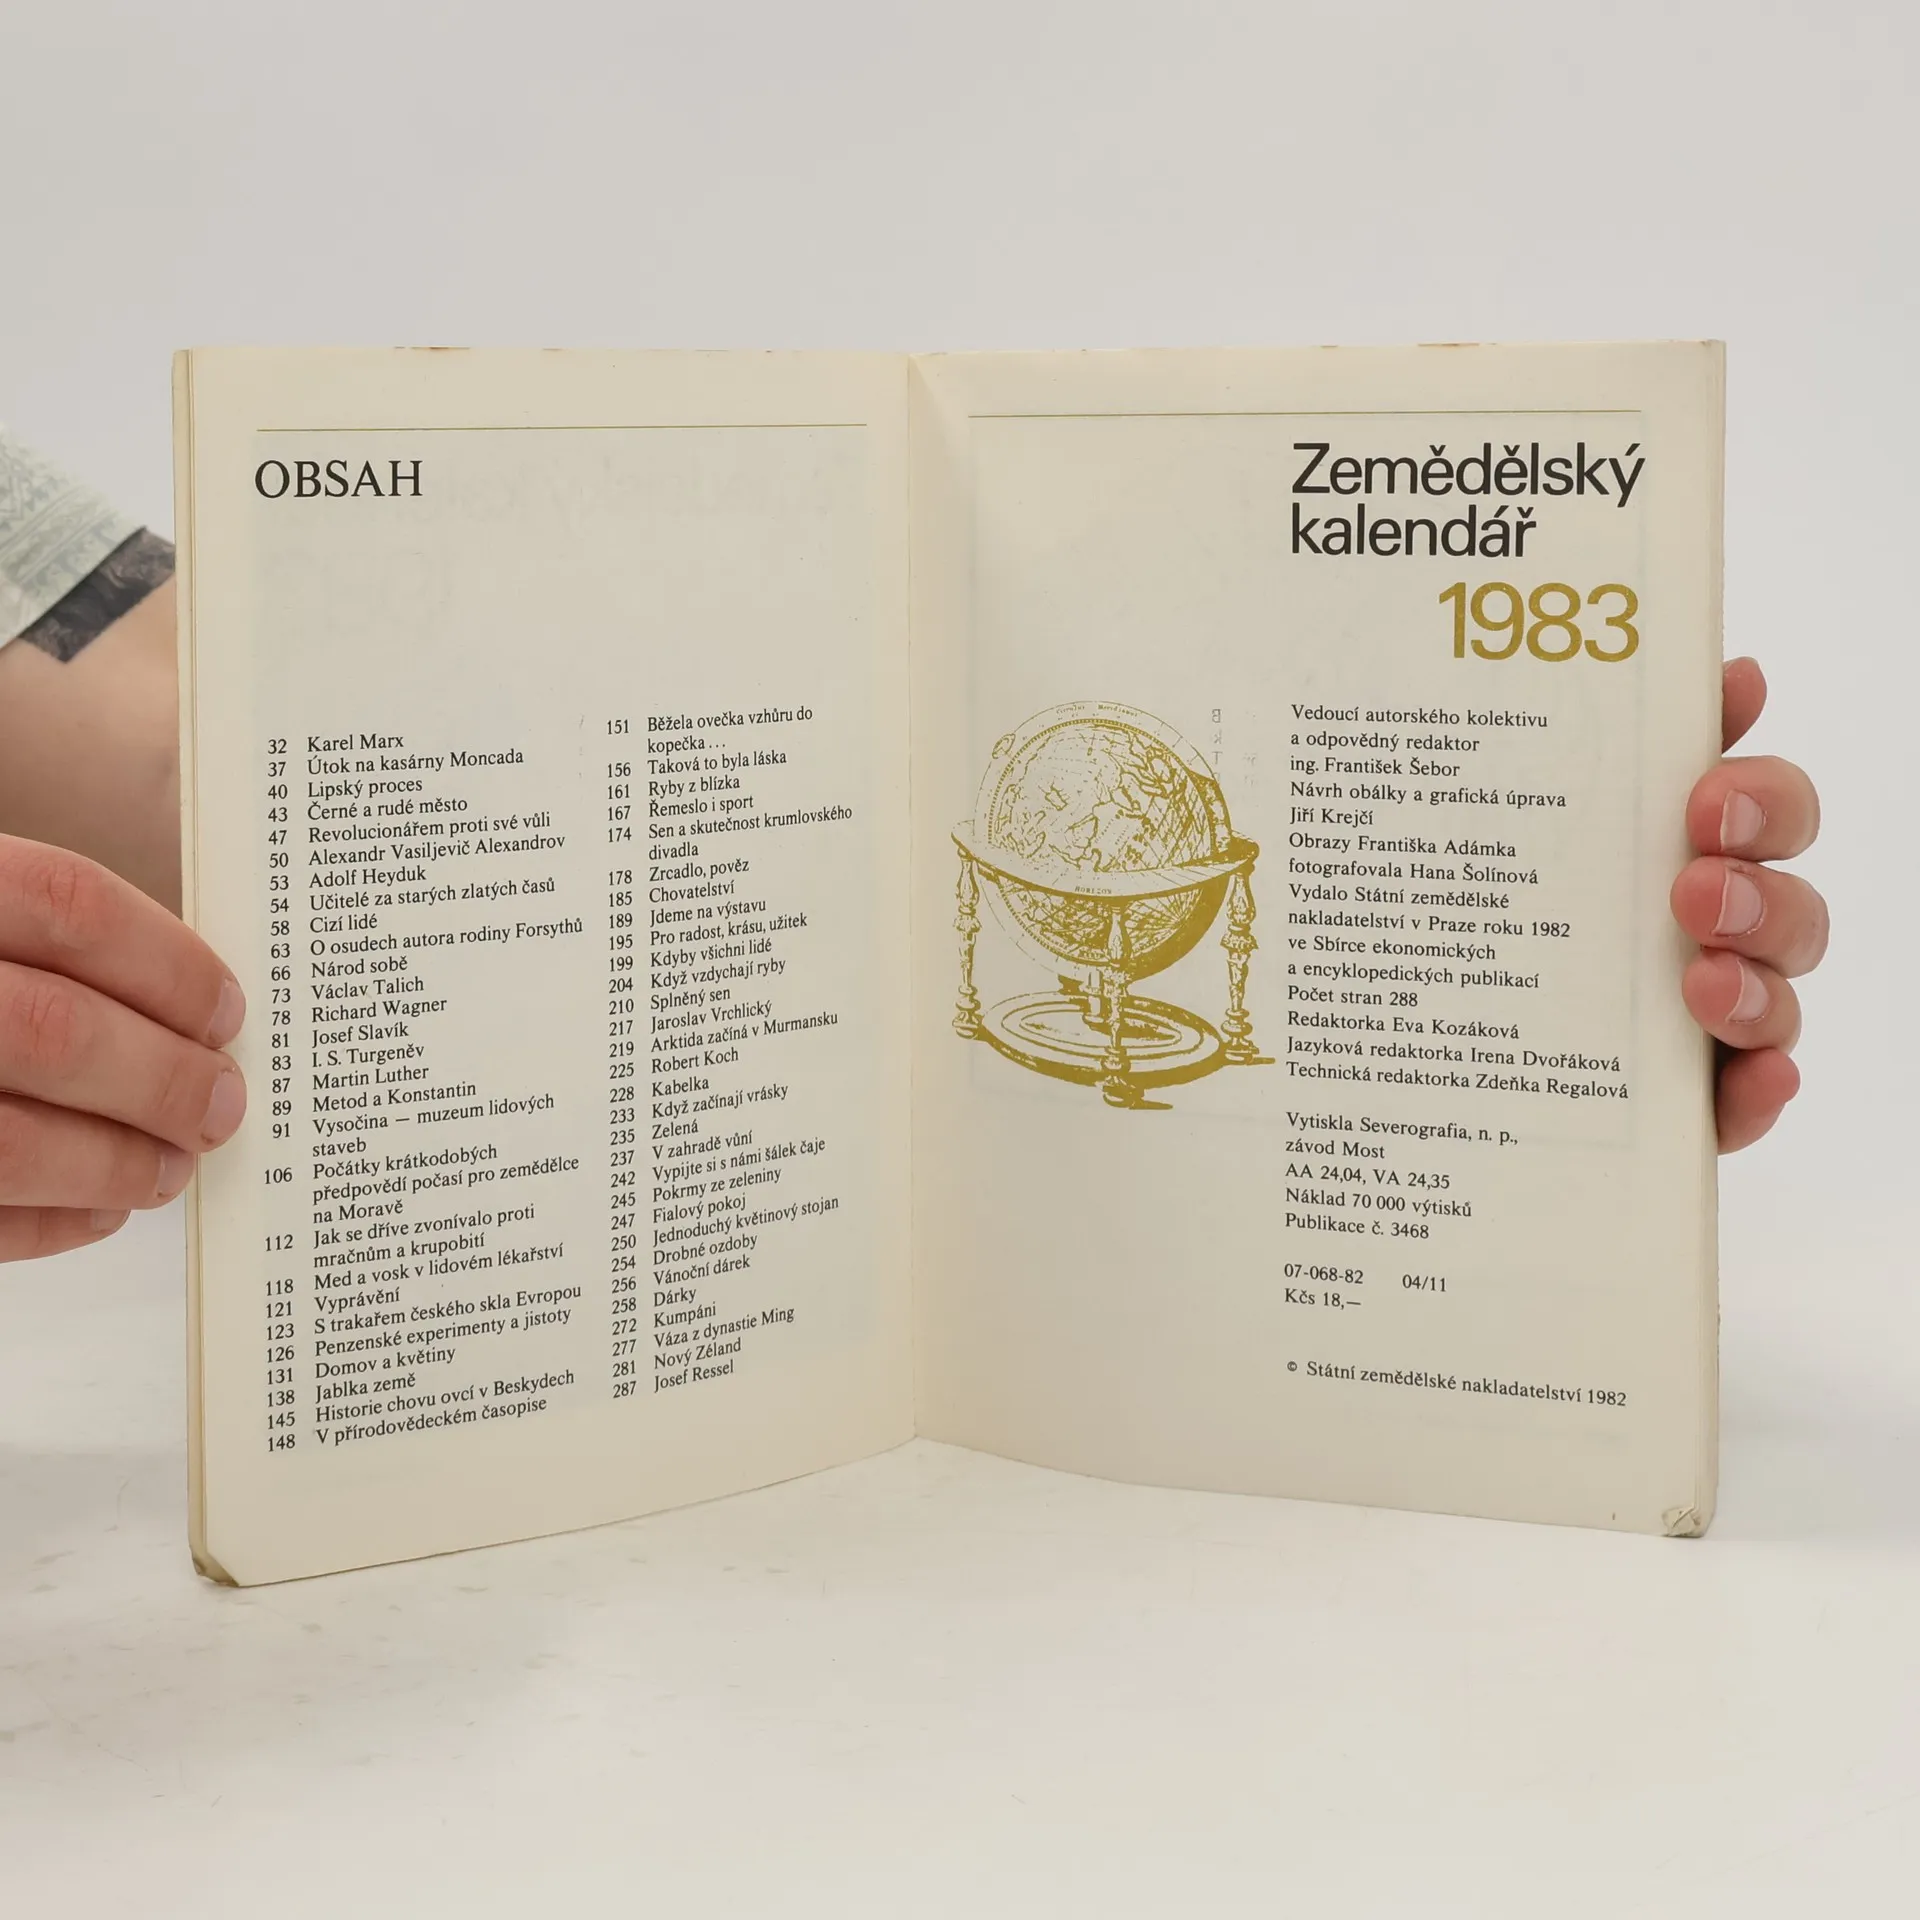 OBSAH
32 Karel Marx
37 Útok na kasárny Moncada
40 Lipský proces
43 Černé a rudé město
47 Revolucionářem proti své vůli
50 Alexandr Vasiljevič Alexandrov
53 Adolf Heyduk
54 Učitelé za starých zlatých časů
58 Cizí lidé
63 O osudech autora rodiny Forsythů
66 Národ sobě
73 Václav Talich
78 Richard Wagner
81 Josef Slavík
83 I. S. Turgeněv
87 Martin Luther
89 Metod a Konstantin
91 Vysočina — muzeum lidových
staveb
106 Počátky krátkodobých
předpovědí počasí pro zemědělce
na Moravě
112 Jak se dříve zvonívalo proti
mračnům a krupobití
118 Med a vosk v lidovém lékařství
121 Vyprávění
123 S trakařem českého skla Evropou
126 Penzenské experimenty a jistoty
131 Domov a květiny
138 Jablka země
145 Historie chovu ovcí v Beskydech
148 V přírodovědeckém časopise
151 Běžela ovečka vzhůru do
kopečka...
156 Taková to byla láska
161 Ryby z blízka
167 Řemeslo i sport
174 Sen a skutečnost krumlovského
divadla
178 Zrcadlo, pověz
185 Chovatelství
189 Jdeme na výstavu
195 Pro radost, krásu, užitek
199 Kdyby všichni lidé
204 Když vzdychají ryby
210 Splněný sen
217 Jaroslav Vrchlický
219 Arktida začíná v Murmansku
225 Robert Koch
228 Kabelka
233 Když začínají vrásky
235 Zelená
237 V zahradě vůní
242 Vypijte si s námi šálek čaje
245 Pokrmy ze zeleniny
247 Fialový pokoj
250 Jednoduchý květinový stojan
254 Drobné ozdoby
256 Vánoční dárek
258 Dárky
272 Kumpáni
277 Váza z dynastie Ming
281 Nový Zéland
287 Josef Ressel
Zemědělský
kalendář
1983
HORIZON
Vedoucí autorského kolektivu
a odpovědný redaktor
ing. František Šebor
Návrh obálky a grafická úprava
Jiří Krejčí
Obrazy Františka Adámka
fotografovala Hana Šolínová
Vydalo Státní zemědělské
nakladatelství v Praze roku 1982
ve Sbírce ekonomických
a encyklopedických publikací
Počet stran 288
Redaktorka Eva Kozáková
Jazyková redaktorka Irena Dvořáková
Technická redaktorka Zdeňka Regalová
Vytiskla Severografia, n. p.,
závod Most
AA 24,04, VA 24,35
Náklad 70 000 výtisků
Publikace č. 3468
07-068-82 04/11
Kčs 18,—
© Státní zemědělské nakladatelství 1982